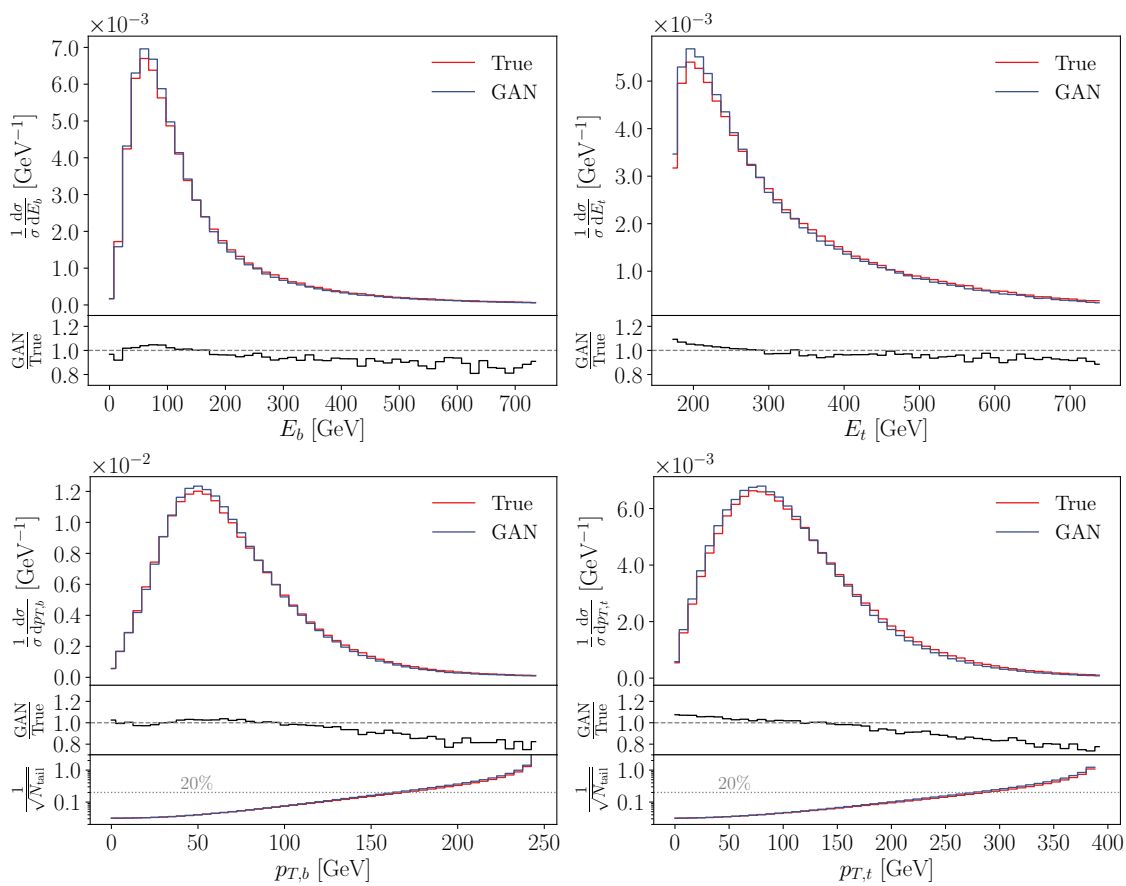 ×10⁻³
7.0
6.0
5.0
4.0
3.0
2.0
1.0
0.0
1/σ dσ/dE_b [GeV⁻¹]
True
GAN
1.2
1.0
0.8
GAN/True
0 100 200 300 400 500 600 700
E_b [GeV]
×10⁻³
5.0
4.0
3.0
2.0
1.0
1/σ dσ/dE_t [GeV⁻¹]
True
GAN
1.2
1.0
0.8
GAN/True
200 300 400 500 600 700
E_t [GeV]
×10⁻²
1.2
1.0
0.8
0.6
0.4
0.2
0.0
1/σ dσ/dp_{T,b} [GeV⁻¹]
True
GAN
1.2
1.0
0.8
GAN/True
1.0
0.1
1/√N_tail
20%
0 50 100 150 200 250
p_{T,b} [GeV]
×10⁻³
6.0
4.0
2.0
0.0
1/σ dσ/dp_{T,t} [GeV⁻¹]
True
GAN
1.2
1.0
0.8
GAN/True
1.0
0.1
1/√N_tail
20%
0 50 100 150 200 250 300 350 400
p_{T,t} [GeV]